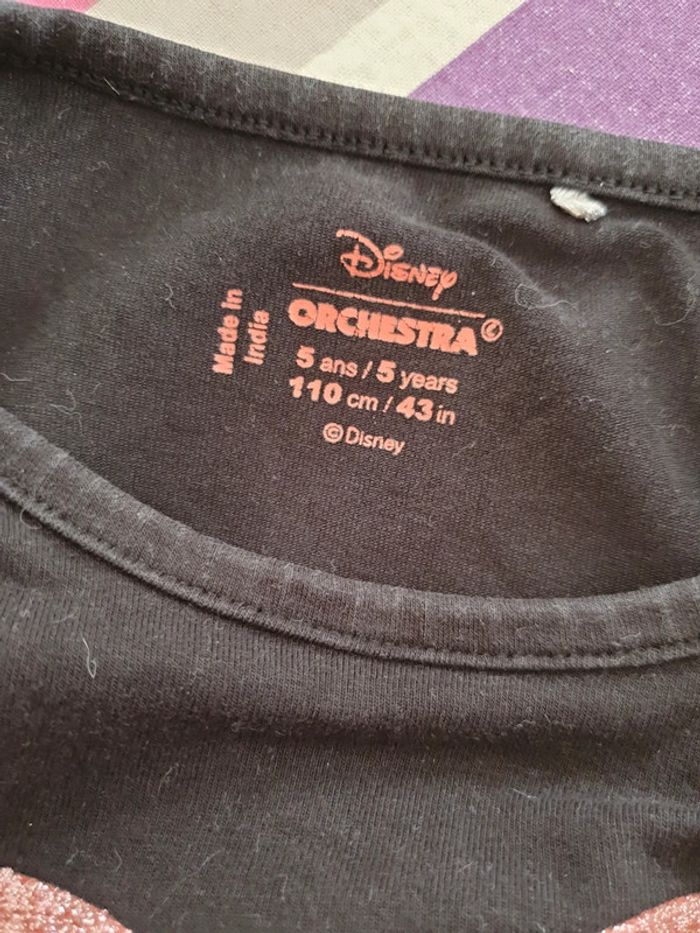 Disney
ORCHESTRA©
Made in
India
5 ans / 5 years
110 cm / 43 in
©Disney